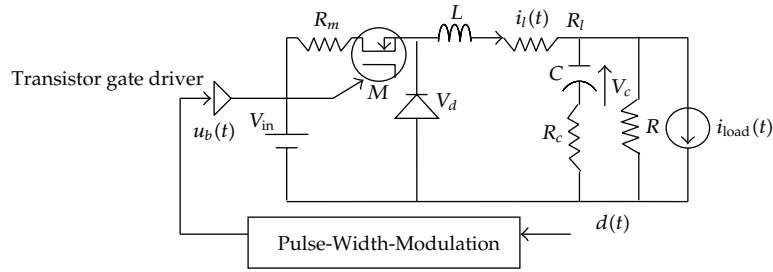 R_m
L
i_l(t)
R_l
Transistor gate driver
M
C
V_c
V_d
u_b(t)
V_in
R_c
R
i_load(t)
d(t)
Pulse-Width-Modulation